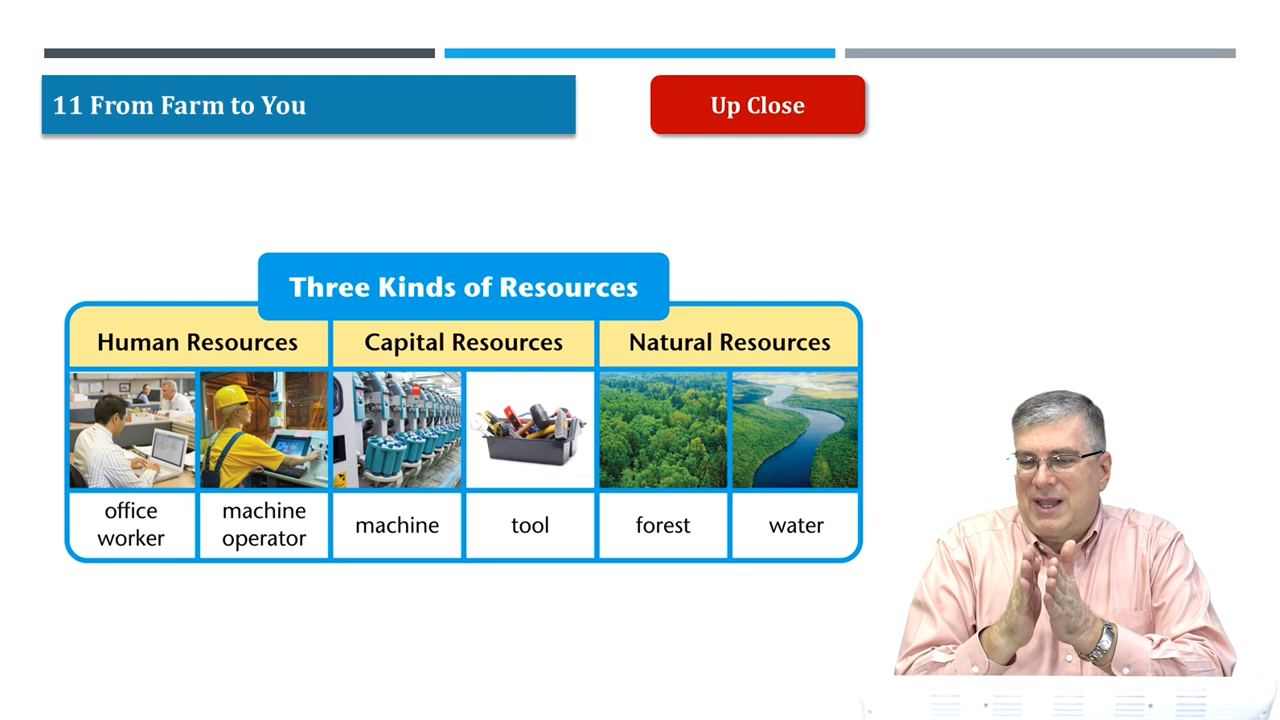 11 From Farm to You
Up Close
Three Kinds of Resources
Human Resources
Capital Resources
Natural Resources
office
worker
machine
operator
machine
tool
forest
water